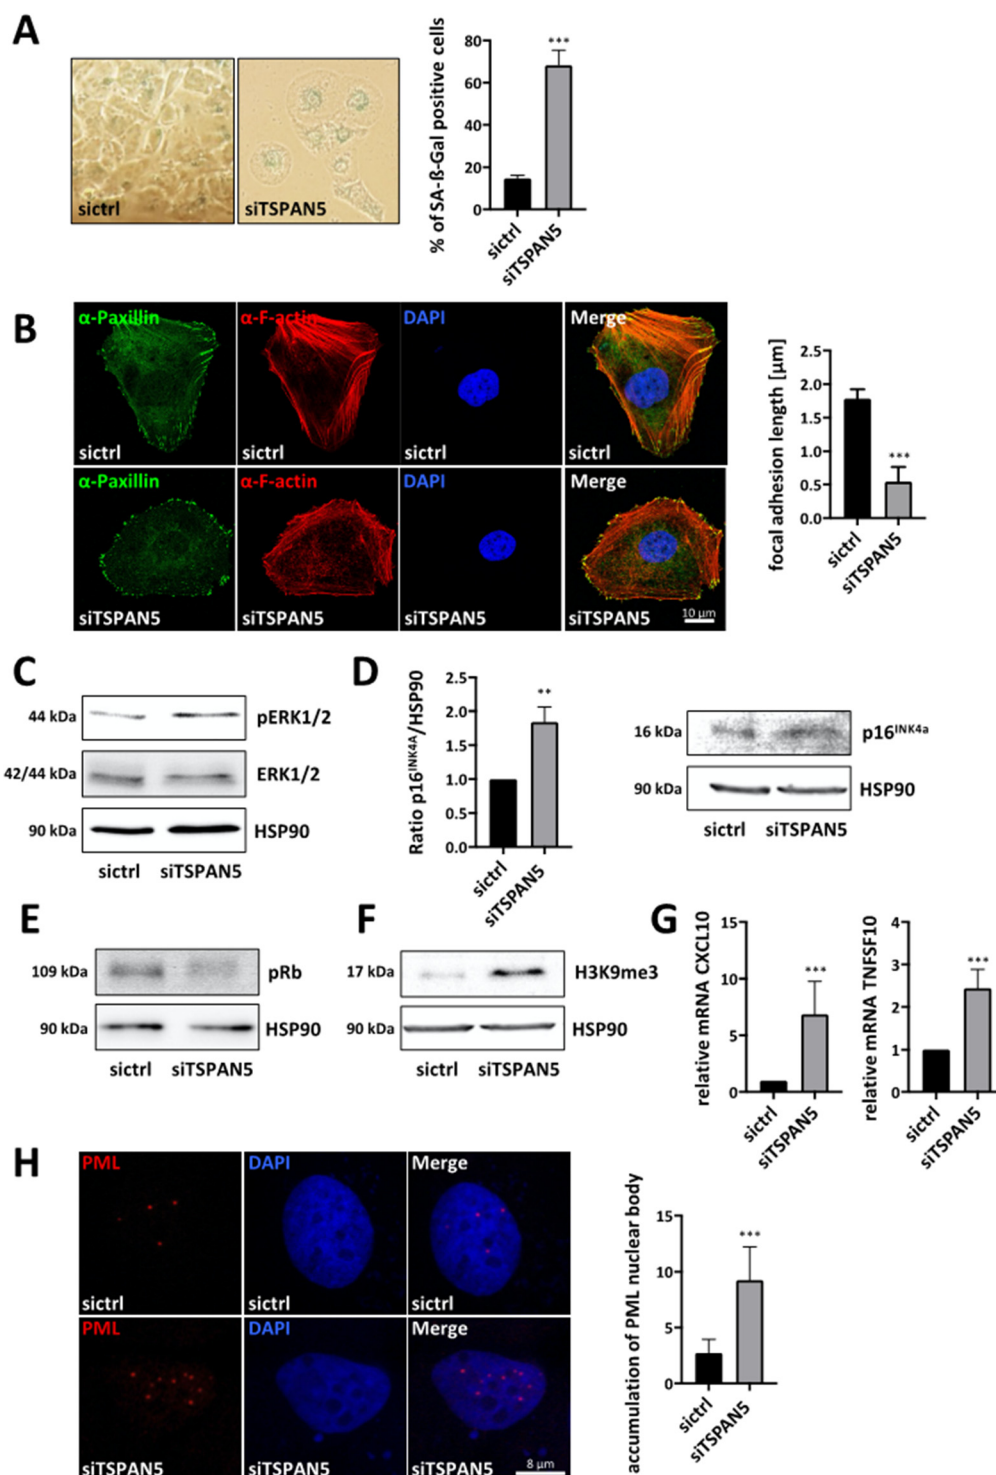 A
sictrl
siTSPAN5
% of SA-ß-Gal positive cells
80
60
40
20
0
***
sictrl
siTSPAN5
B
α-Paxillin
α-F-actin
DAPI
Merge
sictrl
sictrl
sictrl
sictrl
α-Paxillin
α-F-actin
DAPI
Merge
siTSPAN5
siTSPAN5
siTSPAN5
siTSPAN5
10 µm
focal adhesion length [µm]
2.5
2.0
1.5
1.0
0.5
0.0
***
sictrl
siTSPAN5
C
44 kDa
pERK1/2
42/44 kDa
ERK1/2
90 kDa
HSP90
sictrl siTSPAN5
D
Ratio p16INK4A/HSP90
2.5
2.0
1.5
1.0
0.5
0.0
**
sictrl
siTSPAN5
16 kDa
p16INK4a
90 kDa
HSP90
sictrl siTSPAN5
E
109 kDa
pRb
90 kDa
HSP90
sictrl siTSPAN5
F
17 kDa
H3K9me3
90 kDa
HSP90
sictrl siTSPAN5
G
relative mRNA CXCL10
15
10
5
0
***
sictrl
siTSPAN5
relative mRNA TNFSF10
4
3
2
1
0
***
sictrl
siTSPAN5
H
PML
DAPI
Merge
sictrl
sictrl
sictrl
PML
DAPI
Merge
siTSPAN5
siTSPAN5
siTSPAN5
8 µm
accumulation of PML nuclear body
15
10
5
0
***
sictrl
siTSPAN5